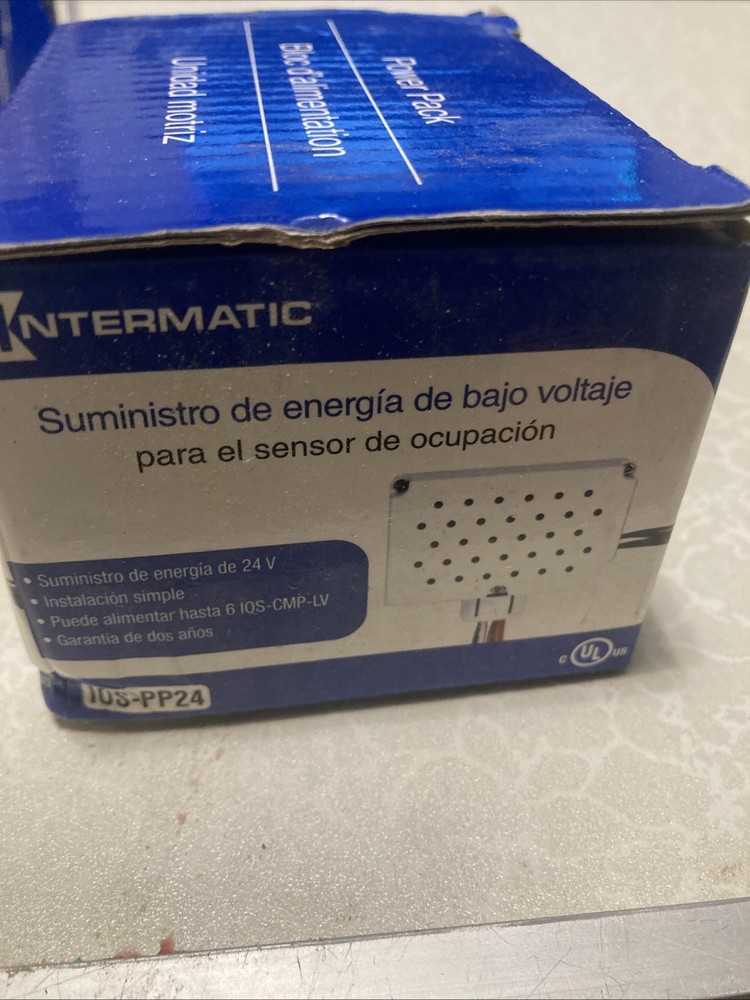 Power Pack
Bloc d'alimentation
Unidad motriz
INTERMATIC
Suministro de energía de bajo voltaje
para el sensor de ocupación
• Suministro de energía de 24 V
• Instalación simple
• Puede alimentar hasta 6 IOS-CMP-LV
• Garantía de dos años
C UL US
IOS-PP24